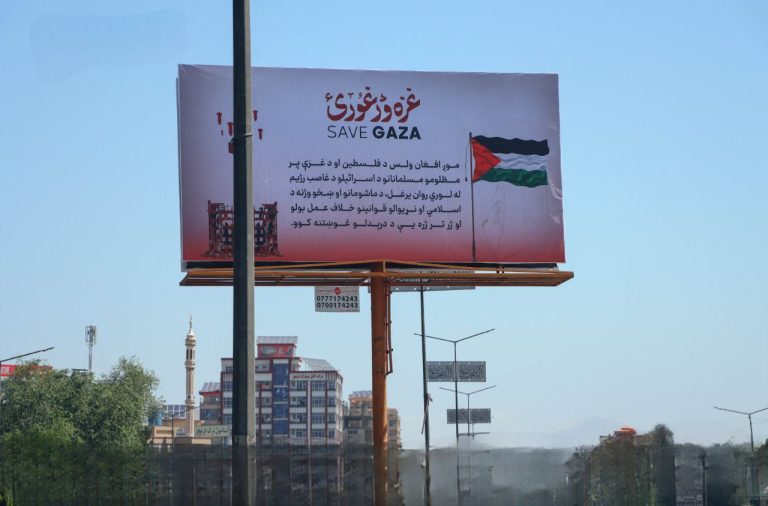 غزه وژغورئ
SAVE GAZA
موږ افغان ولس د فلسطین او د غزې پر
مظلومو مسلمانانو د اسرائیلو د غاصب رژیم
له لوري روان یرغل، د ماشومانو او ښځو وژنه د
اسلامي او نړیوالو قوانینو خلاف عمل بولو
او ژر تر ژره یې د درېدلو غوښتنه کوو.
0777174243
0700174243